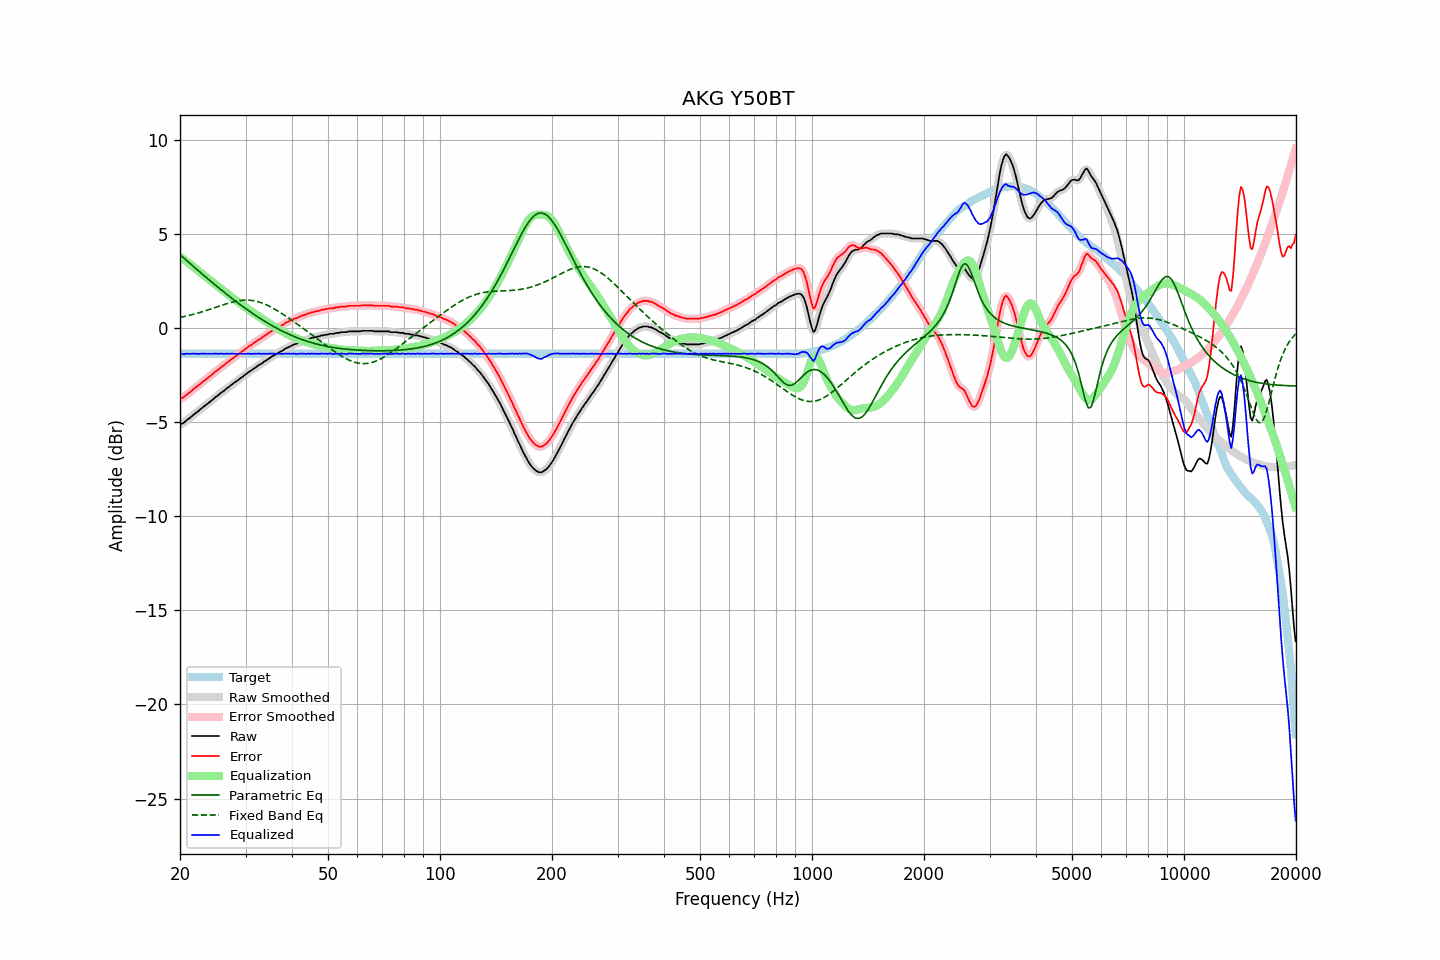 AKG Y50BT
10
5
0
−5
−10
−15
−20
−25
Amplitude (dBr)
Target
Raw Smoothed
Error Smoothed
Raw
Error
Equalization
Parametric Eq
Fixed Band Eq
Equalized
20 50 100 200 500 1000 2000 5000 10000 20000
Frequency (Hz)